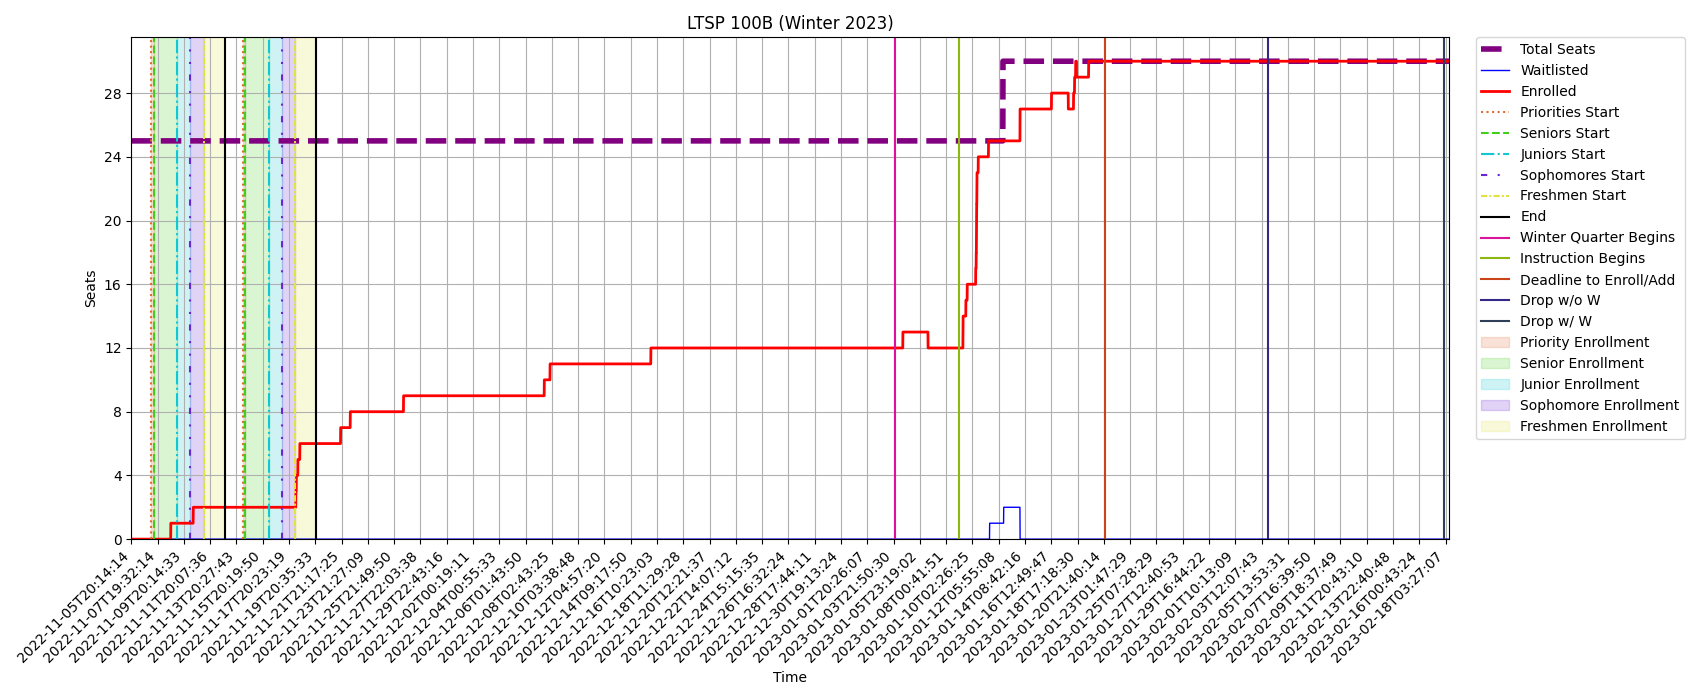 LTSP 100B (Winter 2023)
Seats
28
24
20
16
12
8
4
0
2022-11-05T20:14:14
2022-11-07T19:32:14
2022-11-09T20:14:33
2022-11-11T20:07:36
2022-11-13T20:27:43
2022-11-15T20:19:50
2022-11-17T20:23:19
2022-11-19T20:35:33
2022-11-21T21:17:25
2022-11-23T21:27:09
2022-11-25T21:49:50
2022-11-27T22:03:38
2022-11-29T22:43:16
2022-12-02T00:19:11
2022-12-04T00:55:33
2022-12-06T01:43:50
2022-12-08T02:43:25
2022-12-10T03:38:48
2022-12-12T04:57:20
2022-12-14T09:17:50
2022-12-16T10:23:03
2022-12-18T11:29:28
2022-12-20T12:21:37
2022-12-22T14:07:12
2022-12-24T15:15:35
2022-12-26T16:32:24
2022-12-28T17:44:11
2022-12-30T19:13:24
2023-01-01T20:26:07
2023-01-03T21:50:30
2023-01-05T23:19:02
2023-01-08T00:41:51
2023-01-10T02:26:25
2023-01-12T05:55:08
2023-01-14T08:42:16
2023-01-16T12:49:47
2023-01-18T17:18:30
2023-01-20T21:40:14
2023-01-23T01:47:29
2023-01-25T07:28:29
2023-01-27T12:40:53
2023-01-29T16:44:22
2023-02-01T10:13:09
2023-02-03T12:07:43
2023-02-05T13:53:31
2023-02-07T16:39:50
2023-02-09T18:37:49
2023-02-11T20:43:10
2023-02-13T22:40:48
2023-02-16T00:43:24
2023-02-18T03:27:07
Time
Total Seats
Waitlisted
Enrolled
Priorities Start
Seniors Start
Juniors Start
Sophomores Start
Freshmen Start
End
Winter Quarter Begins
Instruction Begins
Deadline to Enroll/Add
Drop w/o W
Drop w/ W
Priority Enrollment
Senior Enrollment
Junior Enrollment
Sophomore Enrollment
Freshmen Enrollment